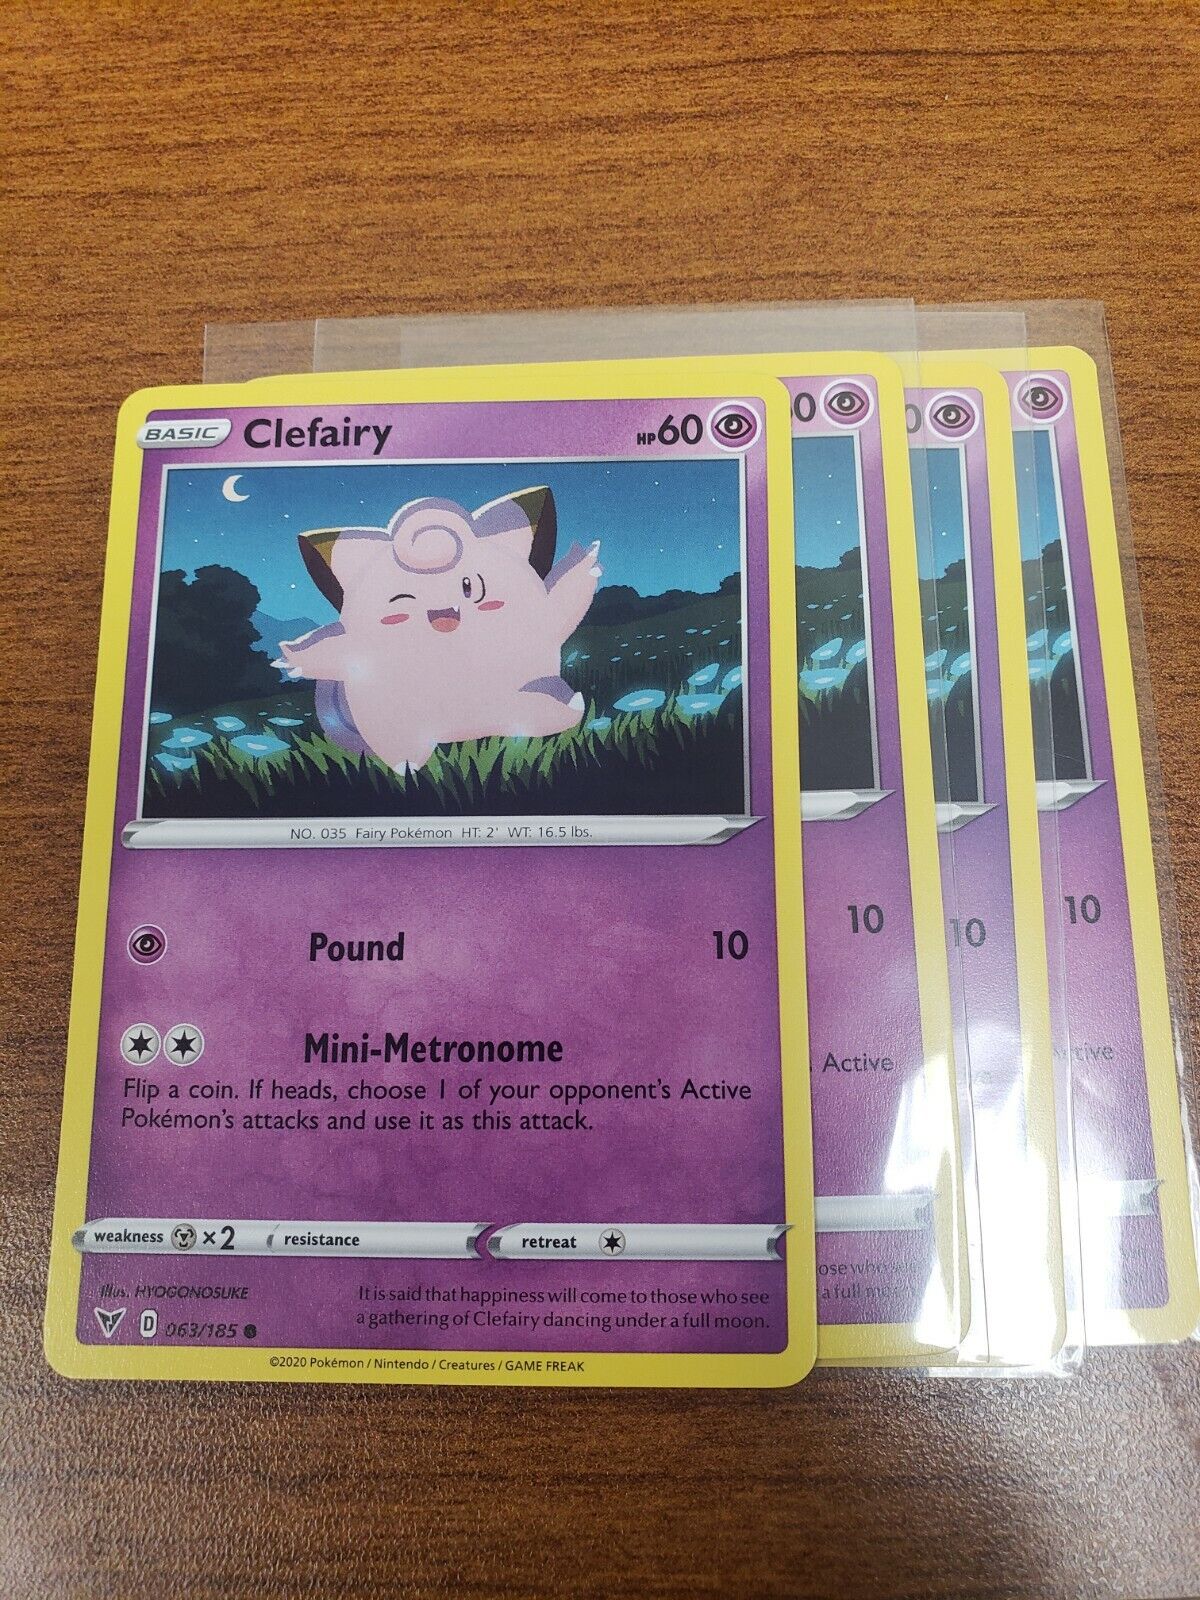 BASIC Clefairy HP60
NO. 035 Fairy Pokémon HT: 2' WT: 16.5 lbs.
Pound 10
Mini-Metronome
Flip a coin. If heads, choose 1 of your opponent's Active
Pokémon's attacks and use it as this attack.
weakness ×2 resistance retreat
Illus. HYOGONOSUKE
It is said that happiness will come to those who see
a gathering of Clefairy dancing under a full moon.
D 063/185
©2020 Pokémon / Nintendo / Creatures / GAME FREAK
0
10
Active
0
10
10